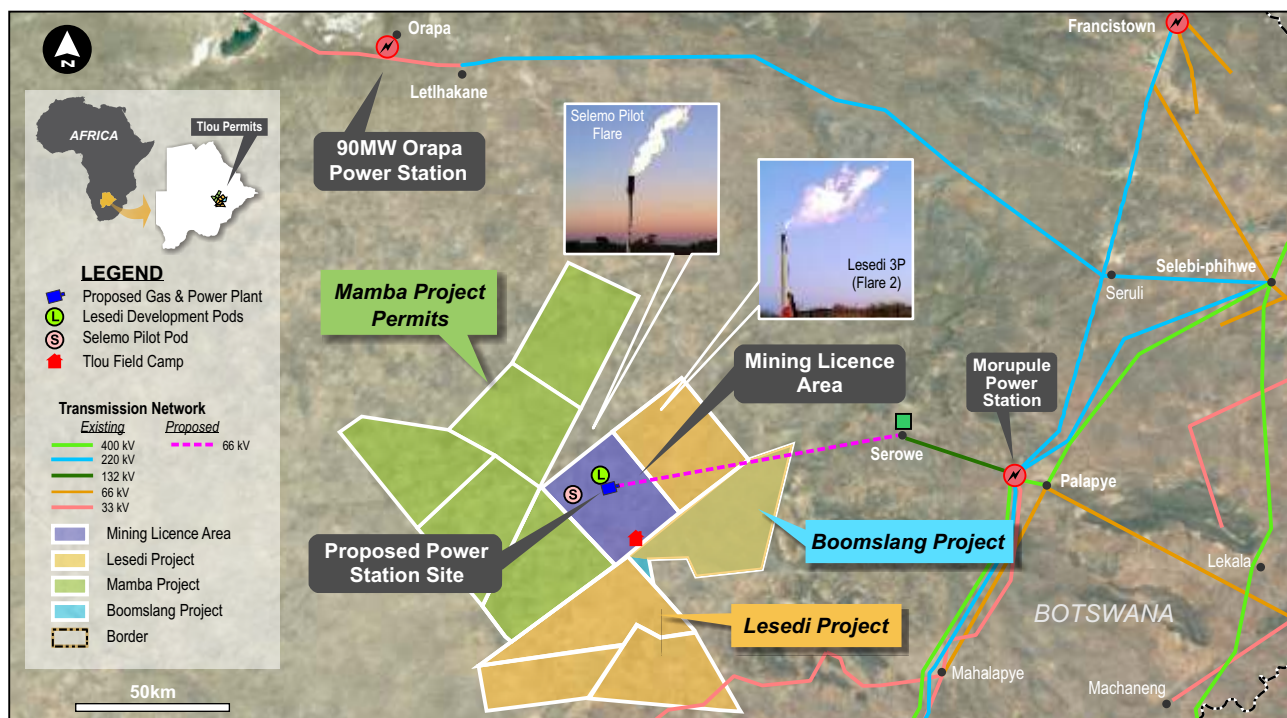 N
Orapa
Letlhakane
90MW Orapa
Power Station
Francistown
AFRICA
Tlou Permits
Selemo Pilot
Flare
Lesedi 3P
(Flare 2)
Selebi-phihwe
Seruli
LEGEND
Proposed Gas & Power Plant
L
Lesedi Development Pods
S
Selemo Pilot Pod
Tlou Field Camp
Transmission Network
Existing
Proposed
400 kV
66 kV
220 kV
132 kV
66 kV
33 kV
Mining Licence Area
Lesedi Project
Mamba Project
Boomslang Project
Border
50km
Mamba Project
Permits
Mining Licence
Area
Morupule
Power
Station
Serowe
Palapye
L
S
Proposed Power
Station Site
Boomslang Project
Lesedi Project
Lekala
BOTSWANA
Mahalapye
Machaneng